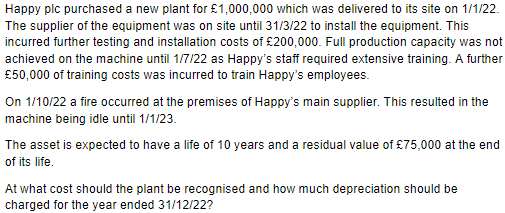 Happy plc purchased a new plant for £1,000,000 which was delivered to its site on 1/1/22.
The supplier of the equipment was on site until 31/3/22 to install the equipment. This
incurred further testing and installation costs of £200,000. Full production capacity was not
achieved on the machine until 1/7/22 as Happy's staff required extensive training. A further
£50,000 of training costs was incurred to train Happy's employees.
On 1/10/22 a fire occurred at the premises of Happy's main supplier. This resulted in the
machine being idle until 1/1/23.
The asset is expected to have a life of 10 years and a residual value of £75,000 at the end
of its life.
At what cost should the plant be recognised and how much depreciation should be
charged for the year ended 31/12/22?